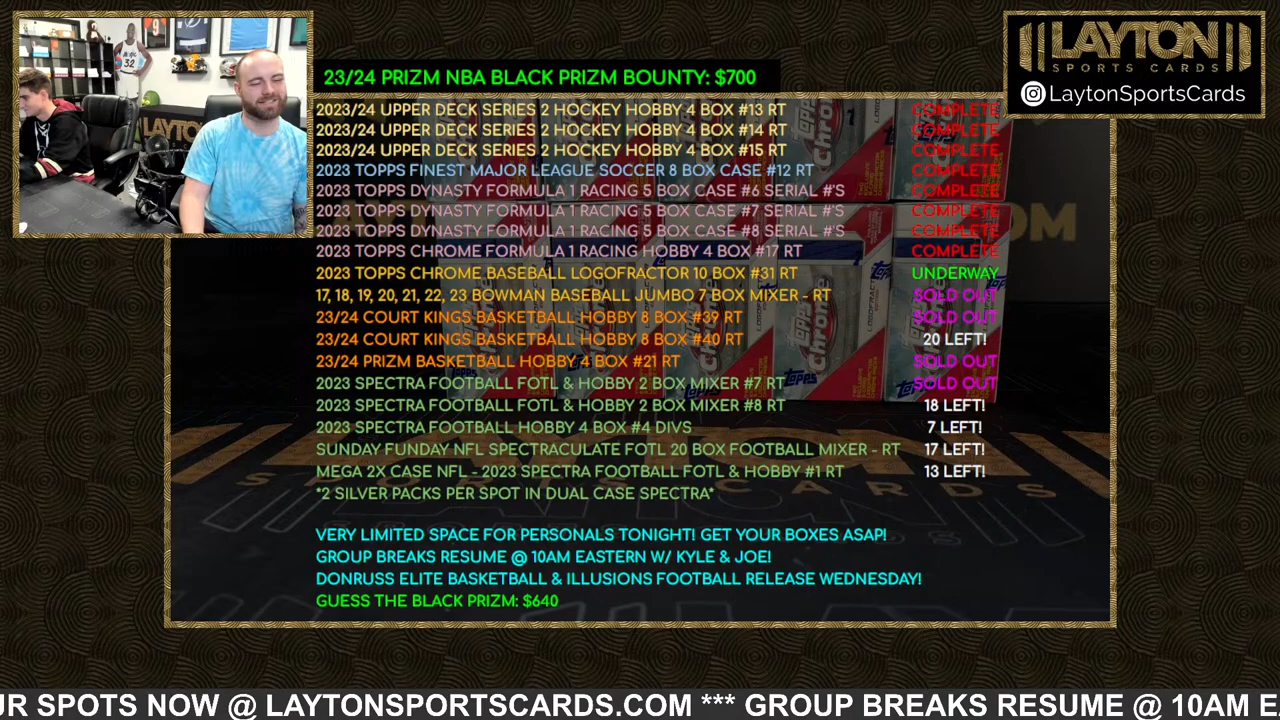 LAYTON
SPORTS CARDS
LaytonSportsCards
23/24 PRIZM NBA BLACK PRIZM BOUNTY: $700
2023/24 UPPER DECK SERIES 2 HOCKEY HOBBY 4 BOX #13 RT COMPLETE
2023/24 UPPER DECK SERIES 2 HOCKEY HOBBY 4 BOX #14 RT COMPLETE
2023/24 UPPER DECK SERIES 2 HOCKEY HOBBY 4 BOX #15 RT COMPLETE
2023 TOPPS FINEST MAJOR LEAGUE SOCCER 8 BOX CASE #12 RT COMPLETE
2023 TOPPS DYNASTY FORMULA 1 RACING 5 BOX CASE #6 SERIAL #'S COMPLETE
2023 TOPPS DYNASTY FORMULA 1 RACING 5 BOX CASE #7 SERIAL #'S COMPLETE
2023 TOPPS DYNASTY FORMULA 1 RACING 5 BOX CASE #8 SERIAL #'S COMPLETE
2023 TOPPS CHROME FORMULA 1 RACING HOBBY 4 BOX #17 RT COMPLETE
2023 TOPPS CHROME BASEBALL LOGOFRACTOR 10 BOX #31 RT UNDERWAY
17, 18, 19, 20, 21, 22, 23 BOWMAN BASEBALL JUMBO 7 BOX MIXER - RT SOLD OUT
23/24 COURT KINGS BASKETBALL HOBBY 8 BOX #39 RT SOLD OUT
23/24 COURT KINGS BASKETBALL HOBBY 8 BOX #40 RT 20 LEFT!
23/24 PRIZM BASKETBALL HOBBY 4 BOX #21 RT SOLD OUT
2023 SPECTRA FOOTBALL FOTL & HOBBY 2 BOX MIXER #7 RT SOLD OUT
2023 SPECTRA FOOTBALL FOTL & HOBBY 2 BOX MIXER #8 RT 18 LEFT!
2023 SPECTRA FOOTBALL HOBBY 4 BOX #4 DIVS 7 LEFT!
SUNDAY FUNDAY NFL SPECTRACULATE FOTL 20 BOX FOOTBALL MIXER - RT 17 LEFT!
MEGA 2X CASE NFL - 2023 SPECTRA FOOTBALL FOTL & HOBBY #1 RT 13 LEFT!
*2 SILVER PACKS PER SPOT IN DUAL CASE SPECTRA*
VERY LIMITED SPACE FOR PERSONALS TONIGHT! GET YOUR BOXES ASAP!
GROUP BREAKS RESUME @ 10AM EASTERN W/ KYLE & JOE!
DONRUSS ELITE BASKETBALL & ILLUSIONS FOOTBALL RELEASE WEDNESDAY!
GUESS THE BLACK PRIZM: $640
UR SPOTS NOW @ LAYTONSPORTSCARDS.COM *** GROUP BREAKS RESUME @ 10AM E